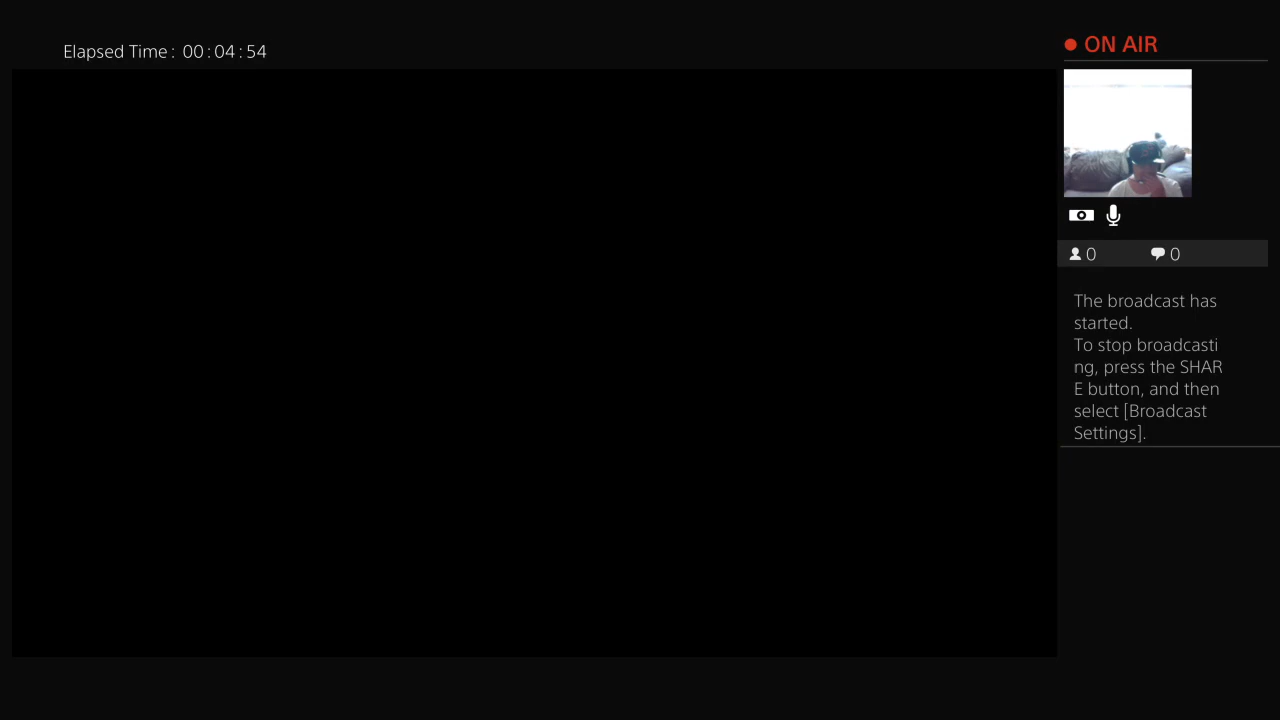 Elapsed Time : 00 : 04 : 54
ON AIR
0
0
The broadcast has
started.
To stop broadcasti
ng, press the SHAR
E button, and then
select [Broadcast
Settings].